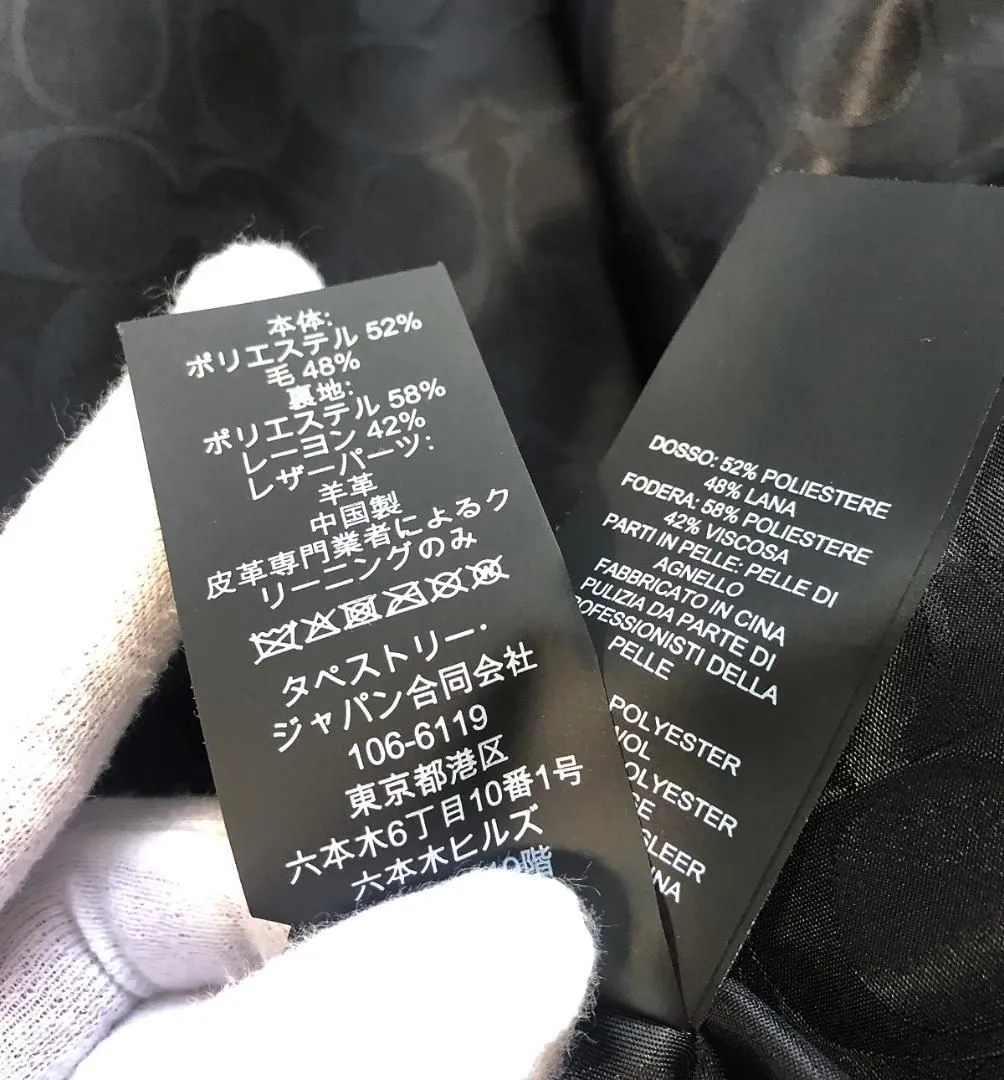 本体:
ポリエステル 52%
毛 48%
裏地:
ポリエステル 58%
レーヨン 42%
レザーパーツ:
羊革
中国製
皮革専門業者によるク
リーニングのみ
タペストリー・
ジャパン合同会社
106-6119
東京都港区
六本木6丁目10番1号
六本木ヒルズ
階
DOSSO: 52% POLIESTERE
48% LANA
FODERA: 58% POLIESTERE
42% VISCOSA
PARTI IN PELLE: PELLE DI
AGNELLO
FABBRICATO IN CINA
PULIZIA DA PARTE DI
ROFESSIONISTI DELLA
PELLE
POLYESTER
OLYESTER